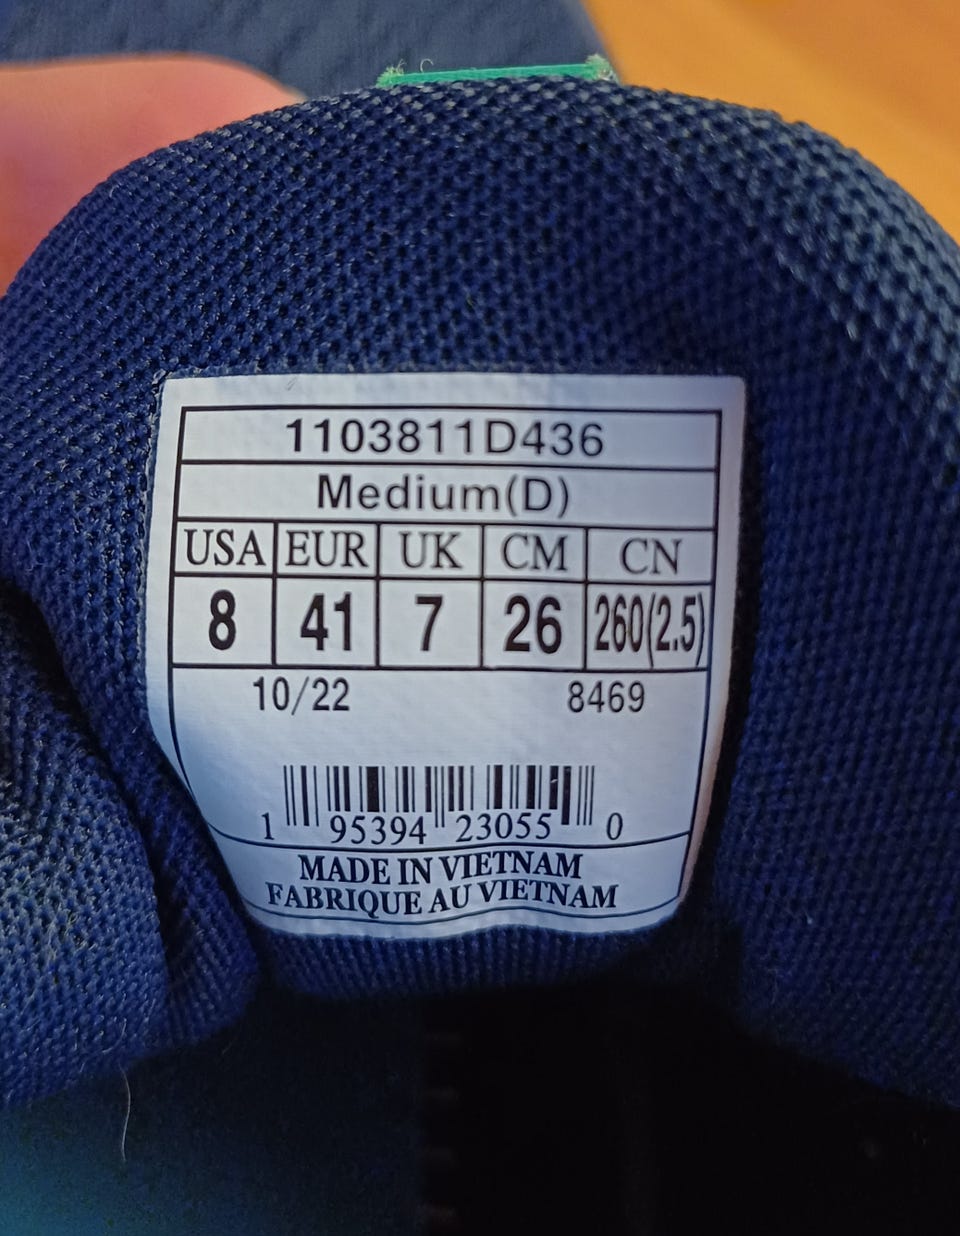 1103811D436
Medium(D)
USA EUR UK CM CN
8 41 7 26 260(2.5)
10/22 8469
1 95394 23055 0
MADE IN VIETNAM
FABRIQUE AU VIETNAM